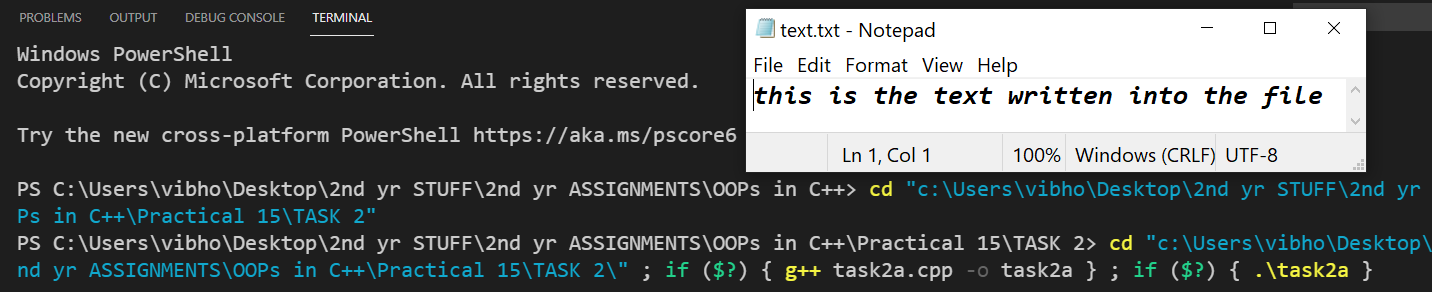 PROBLEMS OUTPUT DEBUG CONSOLE TERMINAL
Windows PowerShell
Copyright (C) Microsoft Corporation. All rights reserved.
Try the new cross-platform PowerShell https://aka.ms/pscore6
text.txt - Notepad
File Edit Format View Help
this is the text written into the file
Ln 1, Col 1 100% Windows (CRLF) UTF-8
PS C:\Users\vibho\Desktop\2nd yr STUFF\2nd yr ASSIGNMENTS\OOPs in C++> cd "c:\Users\vibho\Desktop\2nd yr STUFF\2nd yr
Ps in C++\Practical 15\TASK 2"
PS C:\Users\vibho\Desktop\2nd yr STUFF\2nd yr ASSIGNMENTS\OOPs in C++\Practical 15\TASK 2> cd "c:\Users\vibho\Desktop\
nd yr ASSIGNMENTS\OOPs in C++\Practical 15\TASK 2\" ; if ($?) { g++ task2a.cpp -o task2a } ; if ($?) { .\task2a }